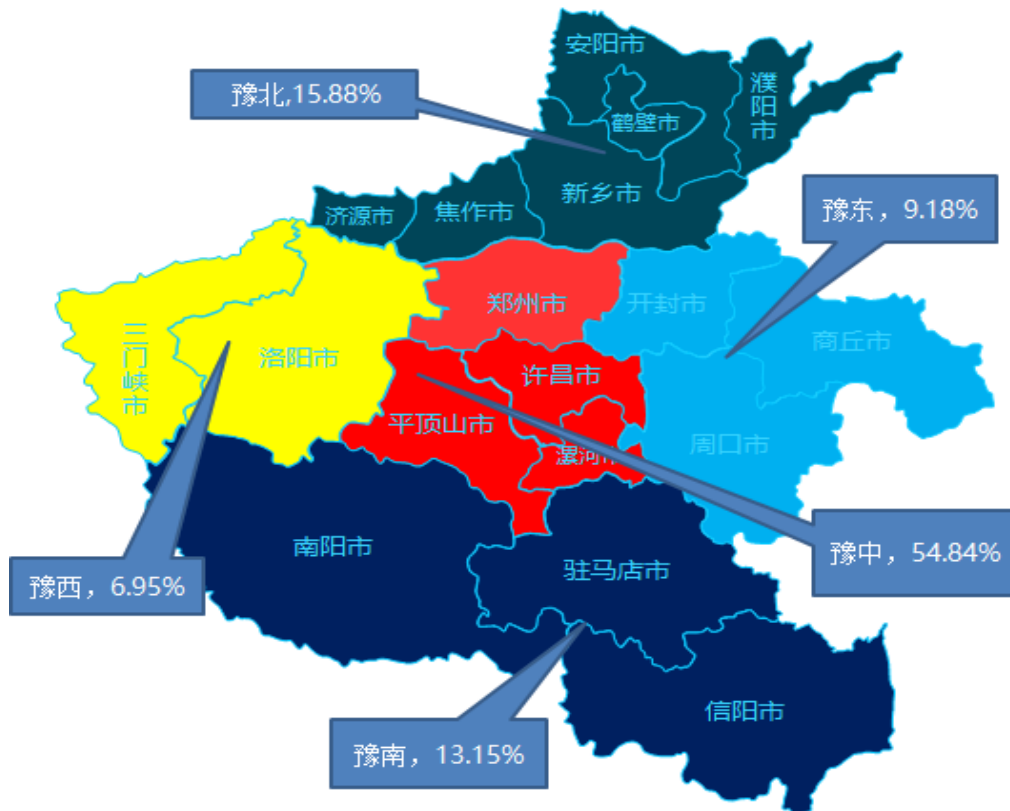 安阳市
濮阳市
豫北,15.88%
鹤壁市
新乡市
济源市
焦作市
豫东，9.18%
郑州市
开封市
三门峡市
洛阳市
商丘市
许昌市
平顶山市
周口市
漯河市
南阳市
豫中，54.84%
驻马店市
豫西，6.95%
信阳市
豫南，13.15%